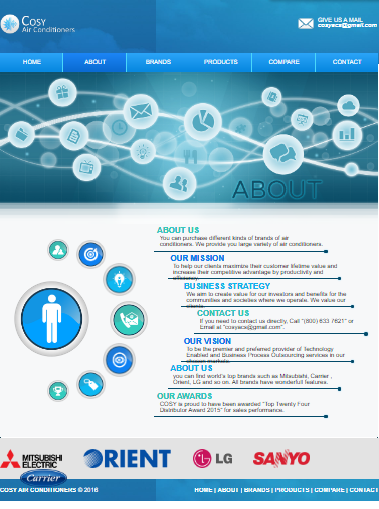 COSY
Air Conditioners
GIVE US A MAIL
cosyacs@gmail.com
HOME
ABOUT
BRANDS
PRODUCTS
COMPARE
CONTACT
ABOUT
ABOUT US
You can purchase different kinds of brands of air
conditioners. We provide you large variety of air conditioners.
OUR MISSION
To help our clients maximize their customer lifetime value and
increase their competitive advantage by productivity and
efficiency.
BUSINESS STRATEGY
We aim to create value for our investors and benefits for the
communities and societies where we operate. We value our
clients.
CONTACT US
If you need to contact us directly, Call "(800) 633 7621" or
Email at "cosyacs@gmail.com".
OUR VISION
To be the premier and preferred provider of Technology
Enabled and Business Process Outsourcing services in our
chosen markets.
ABOUT US
you can find world's top brands such as Mitsubishi, Carrier ,
Orient, LG and so on. All brands have wonderfull features.
OUR AWARDS
COSY is proud to have been awarded "Top Twenty Four
Distributor Award 2015" for sales performance.
MITSUBISHI
ELECTRIC
ORIENT
LG
SANYO
Carrier
COSY AIR CONDITIONERS © 2016
HOME | ABOUT | BRANDS | PRODUCTS | COMPARE | CONTACT